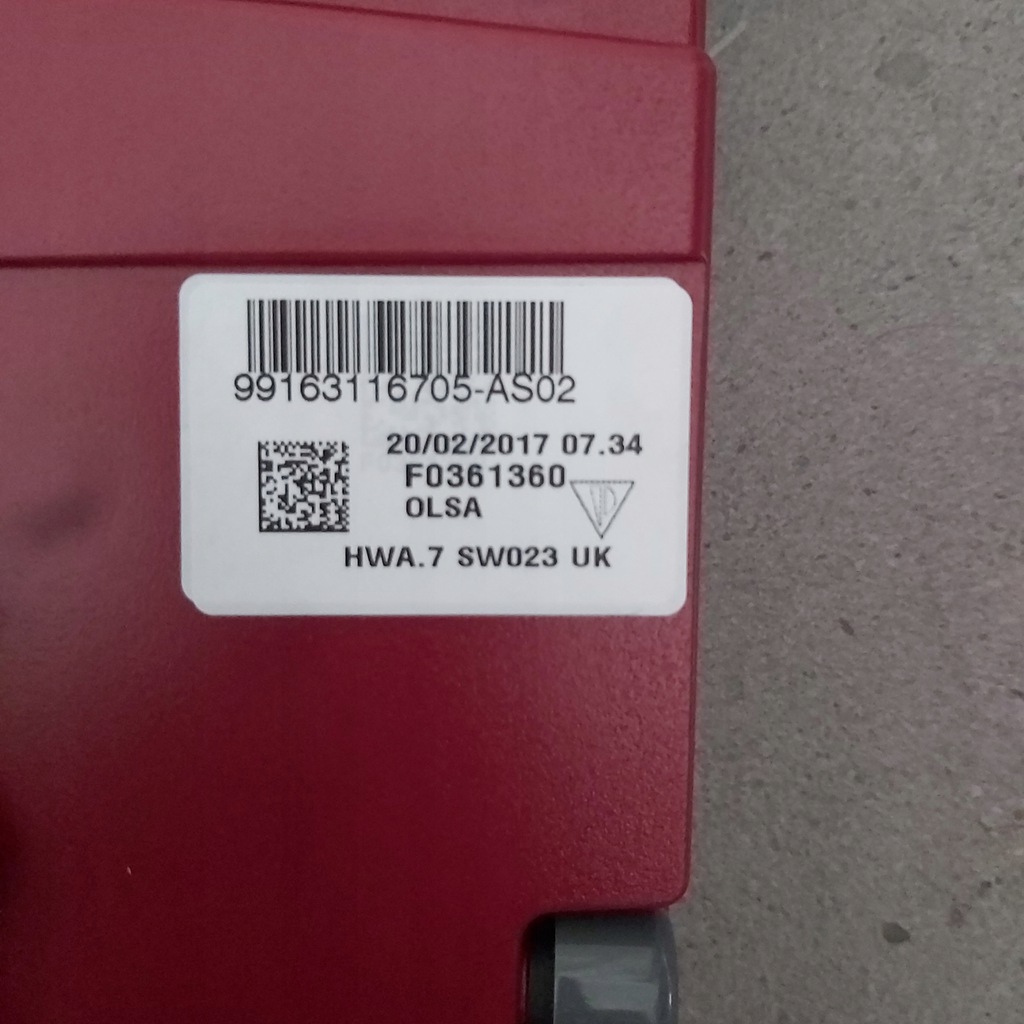 99163116705-AS02
20/02/2017 07.34
F0361360
OLSA
HWA.7 SW023 UK